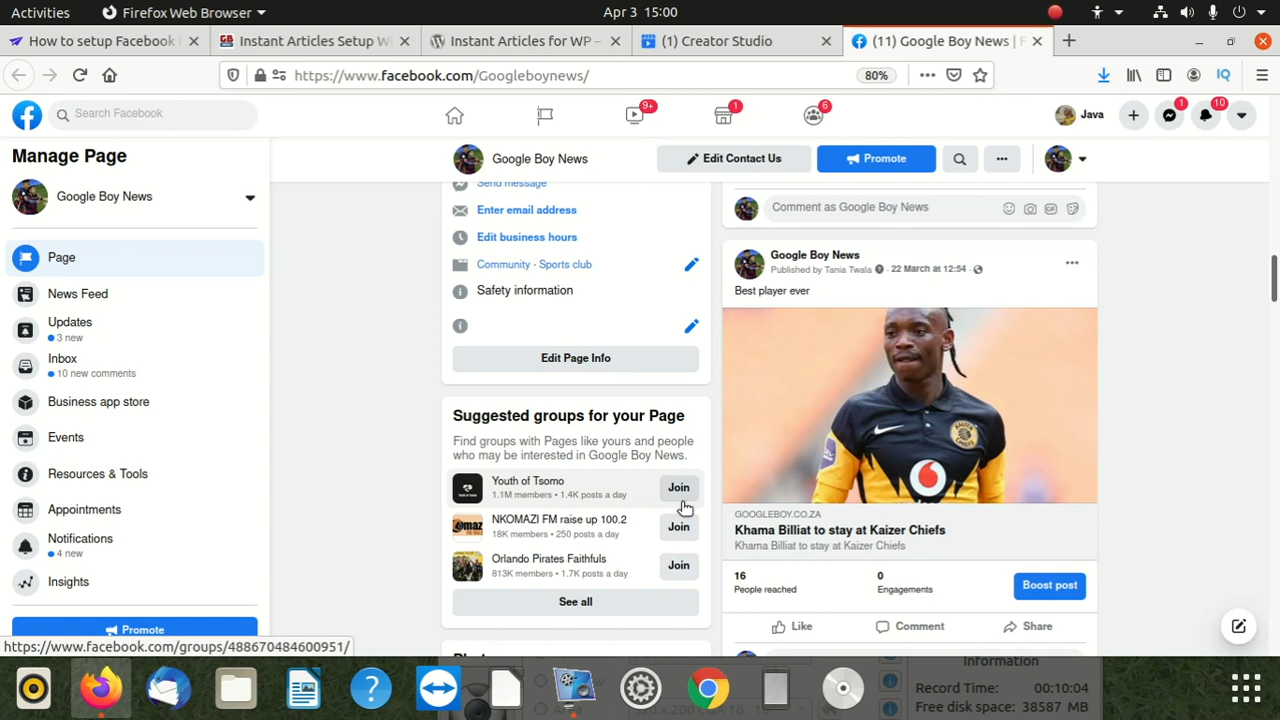 Activities
Firefox Web Browser
Apr 3 15:00
How to setup Facebook
Instant Articles Setup W
Instant Articles for WP –
(1) Creator Studio
(11) Google Boy News | F
https://www.facebook.com/Googleboynews/
80%
IQ
Search Facebook
9+
1
6
Java
1
10
Manage Page
Google Boy News
Edit Contact Us
Promote
Google Boy News
Page
News Feed
Updates
3 new
Inbox
10 new comments
Business app store
Events
Resources & Tools
Appointments
Notifications
4 new
Insights
Promote
https://www.facebook.com/groups/488670484600951/
Send message
Enter email address
Edit business hours
Community · Sports club
Safety information
Edit Page Info
Suggested groups for your Page
Find groups with Pages like yours and people
who may be interested in Google Boy News.
Youth of Tsomo
1.1M members • 1.4K posts a day
Join
NKOMAZI FM raise up 100.2
18K members • 250 posts a day
Join
Orlando Pirates Faithfuls
813K members • 1.7K posts a day
Join
See all
Comment as Google Boy News
GIF
Google Boy News
Published by Tania Twala · 22 March at 12:54 ·
Best player ever
GOOGLEBOY.CO.ZA
Khama Billiat to stay at Kaizer Chiefs
Khama Billiat to stay at Kaizer Chiefs
16
People reached
0
Engagements
Boost post
Like
Comment
Share
Information
Record Time: 00:10:04
Free disk space: 38587 MB